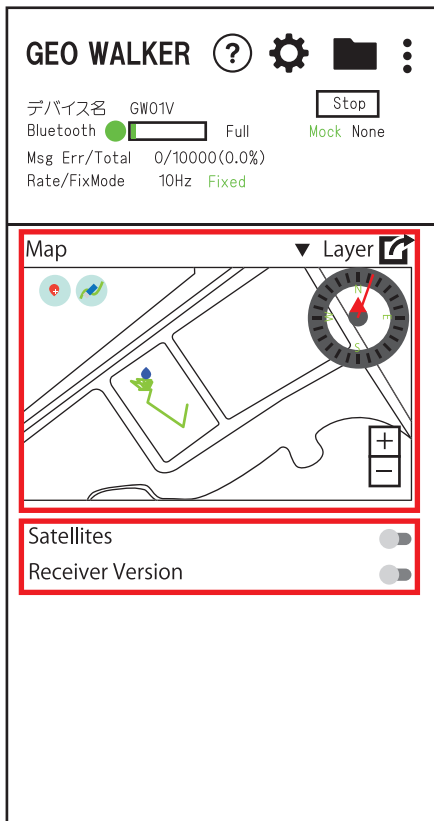 GEO WALKER ?
デバイス名 GW01V Stop
Bluetooth Full Mock None
Msg Err/Total 0/10000(0.0%)
Rate/FixMode 10Hz Fixed
Map ▼ Layer
N
W E
S
+
−
Satellites
Receiver Version